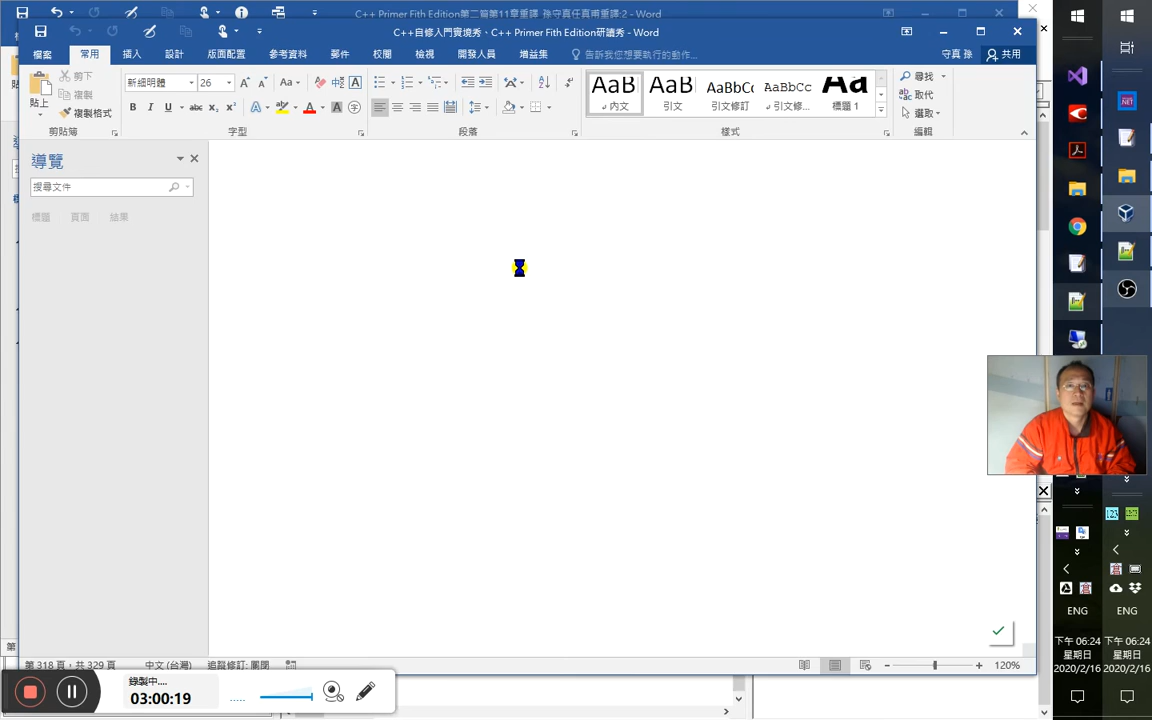 C++ Primer Fith Edition第二篇第11章重譯 孫守真任真甫重譯:2 - Word
C++自修入門實境秀、C++ Primer Fith Edition研讀秀 - Word
檔案 常用 插入 設計 版面配置 參考資料 郵件 校閱 檢視 開發人員 增益集 告訴我您想要執行的動作... 守真 孫 共用
貼上 剪下 複製 複製格式
新細明體 26
AaB 內文
AaB 引文
AaBbCc 引文修訂
AaBbCc 引文修...
Aa 標題 1
尋找
取代
選取
剪貼簿 字型 段落 樣式 編輯
導覽
搜尋文件
標題 頁面 結果
第 318 頁，共 329 頁 中文 (台灣) 追蹤修訂: 關閉 120%
錄製中....
03:00:19
.NET
123
ENG ENG
下午 06:24 下午 06:24
星期日 星期日
2020/2/16 2020/2/16